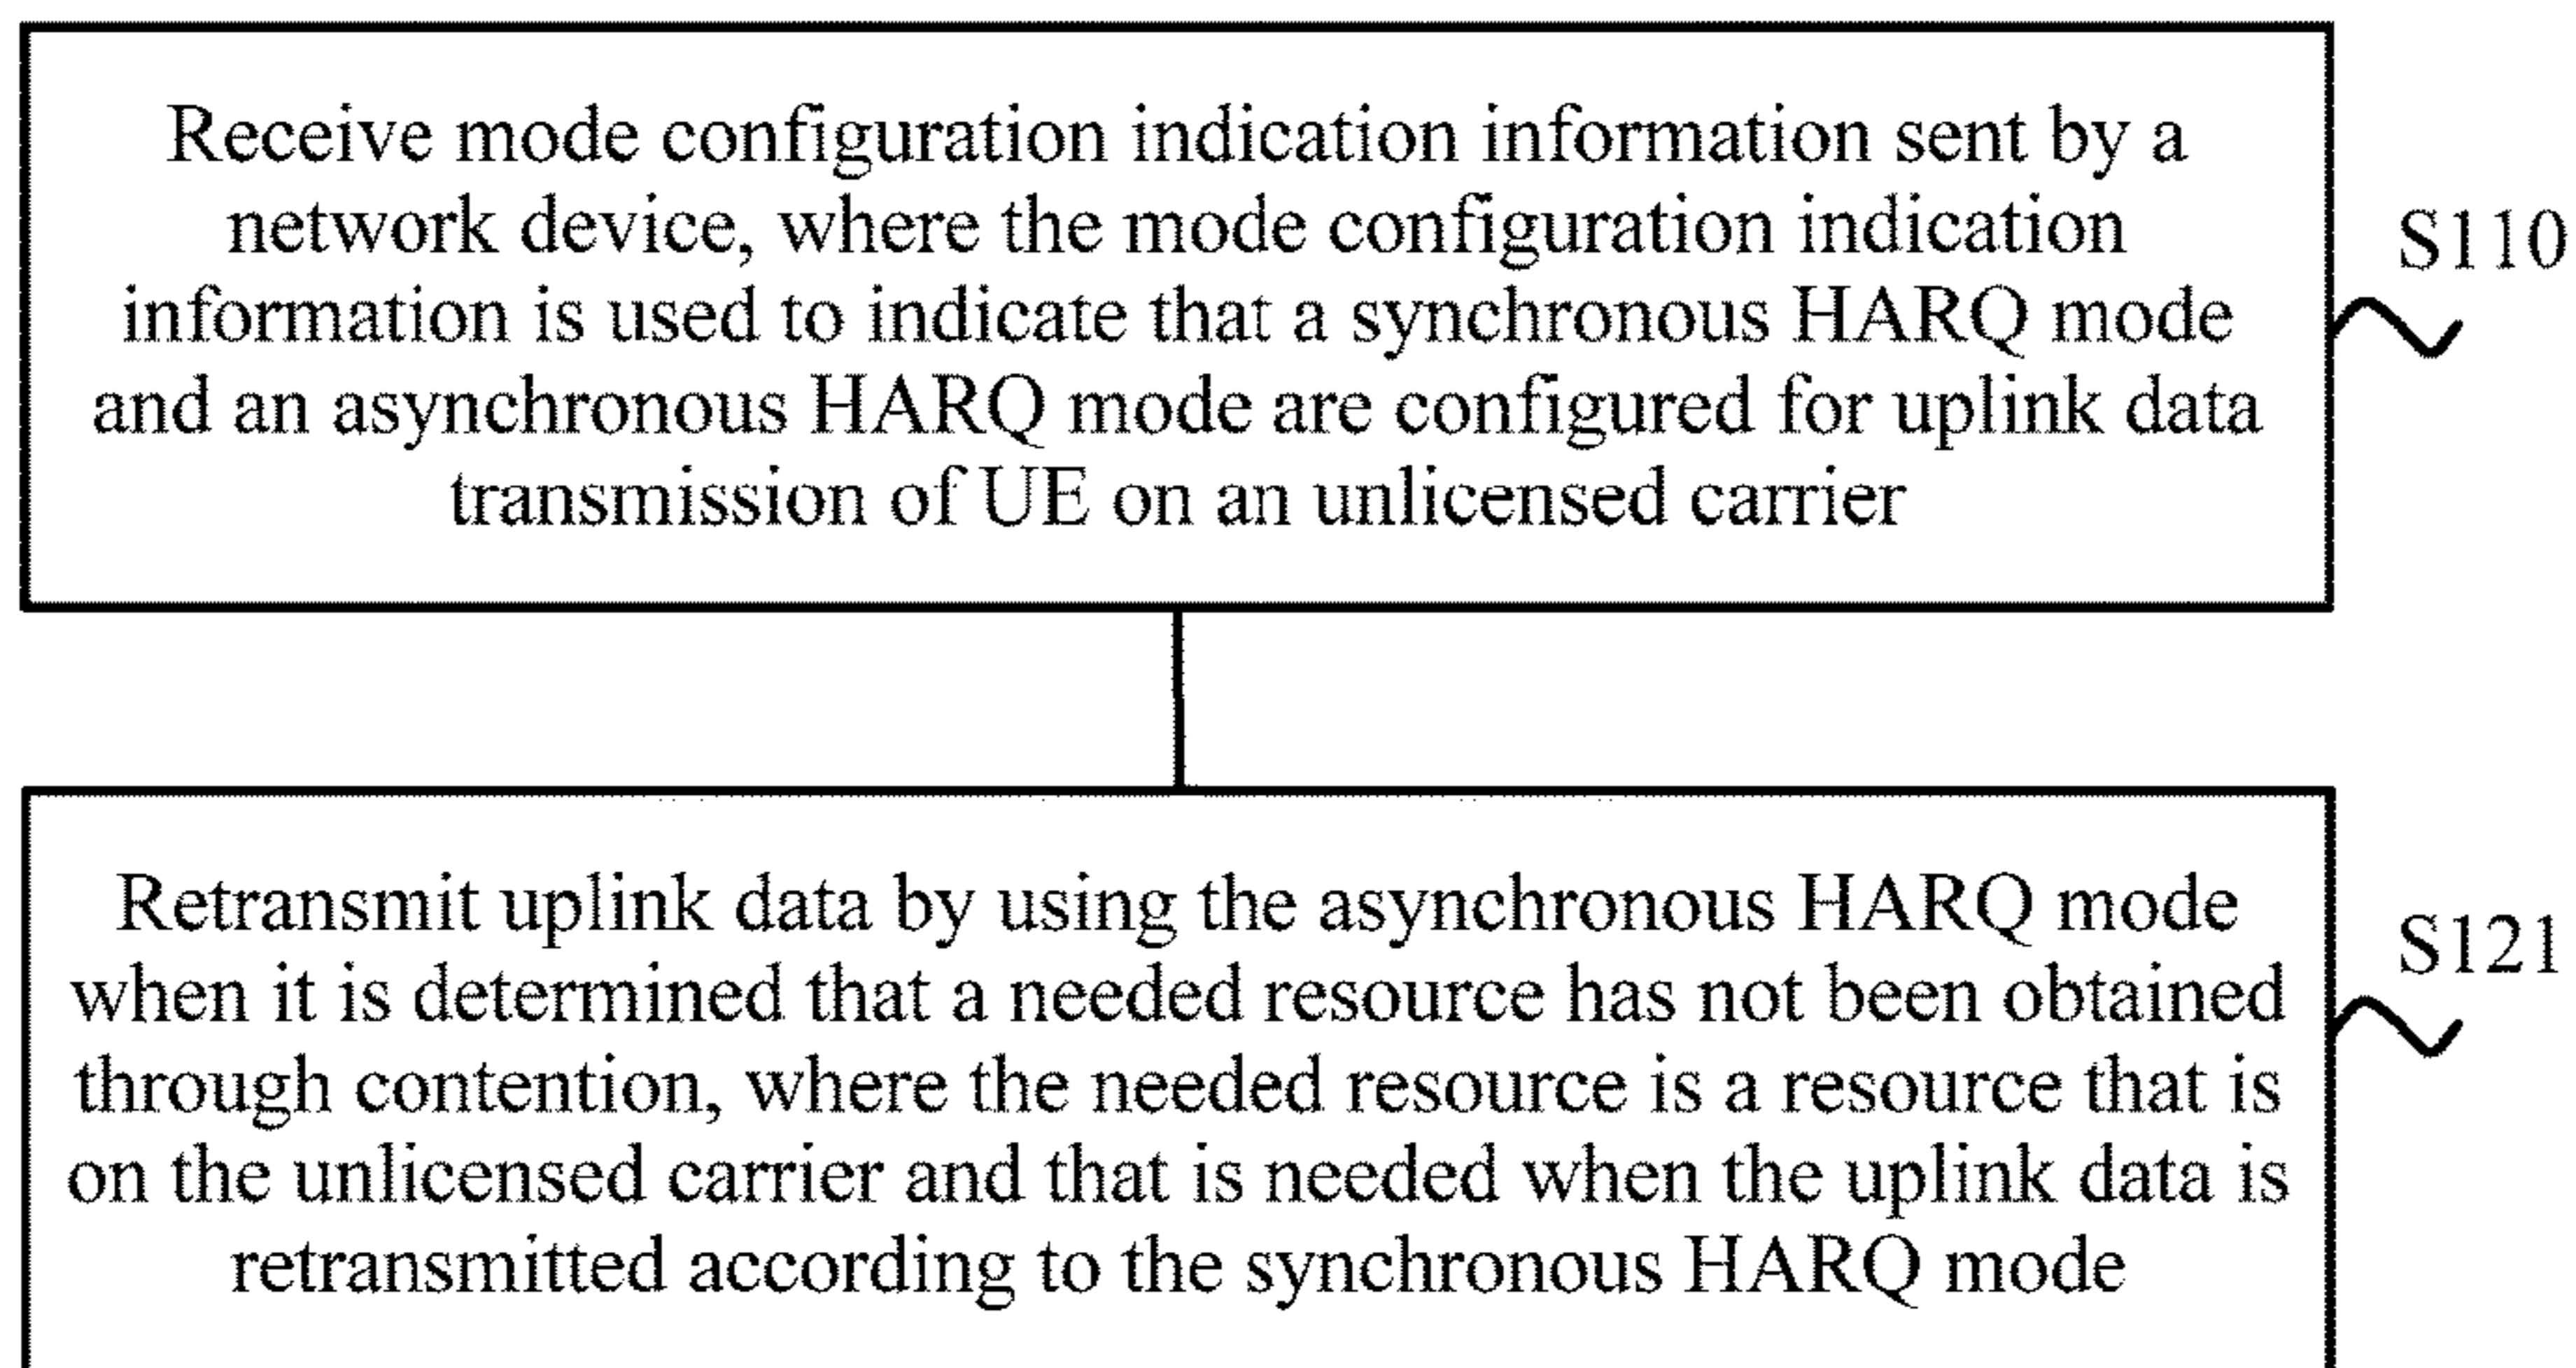 Receive mode configuration indication information sent by a
network device, where the mode configuration indication
information is used to indicate that a synchronous HARQ mode
and an asynchronous HARQ mode are configured for uplink data
transmission of UE on an unlicensed carrier
S110
Retransmit uplink data by using the asynchronous HARQ mode
when it is determined that a needed resource has not been obtained
through contention, where the needed resource is a resource that is
on the unlicensed carrier and that is needed when the uplink data is
retransmitted according to the synchronous HARQ mode
S121